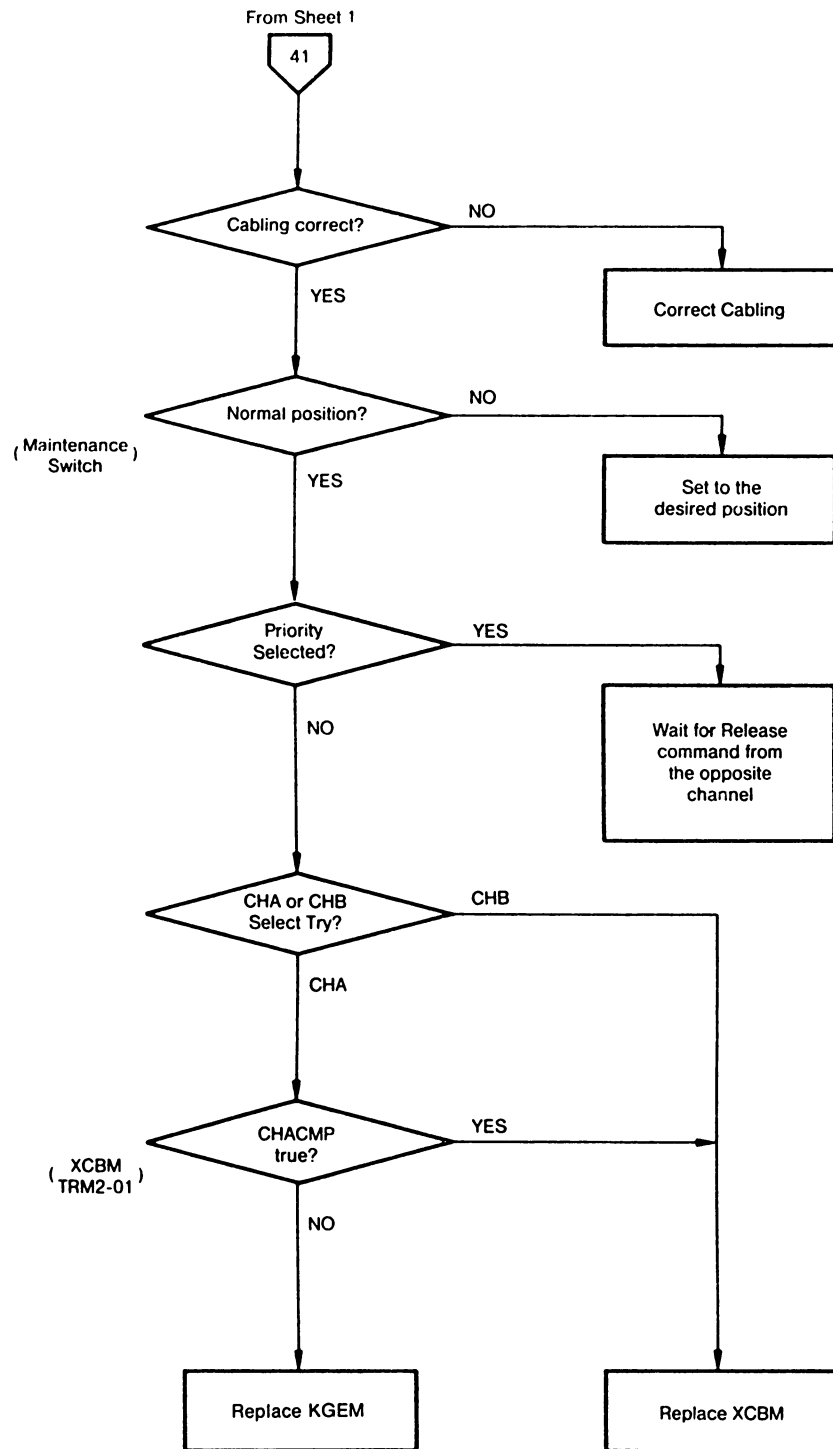 From Sheet 1
41
Cabling correct?
NO
YES
Correct Cabling
Normal position?
NO
(Maintenance
Switch)
YES
Set to the
desired position
Priority
Selected?
YES
NO
Wait for Release
command from
the opposite
channel
CHA or CHB
Select Try?
CHB
CHA
CHACMP
true?
YES
(XCBM
TRM2-01)
NO
Replace KGEM
Replace XCBM